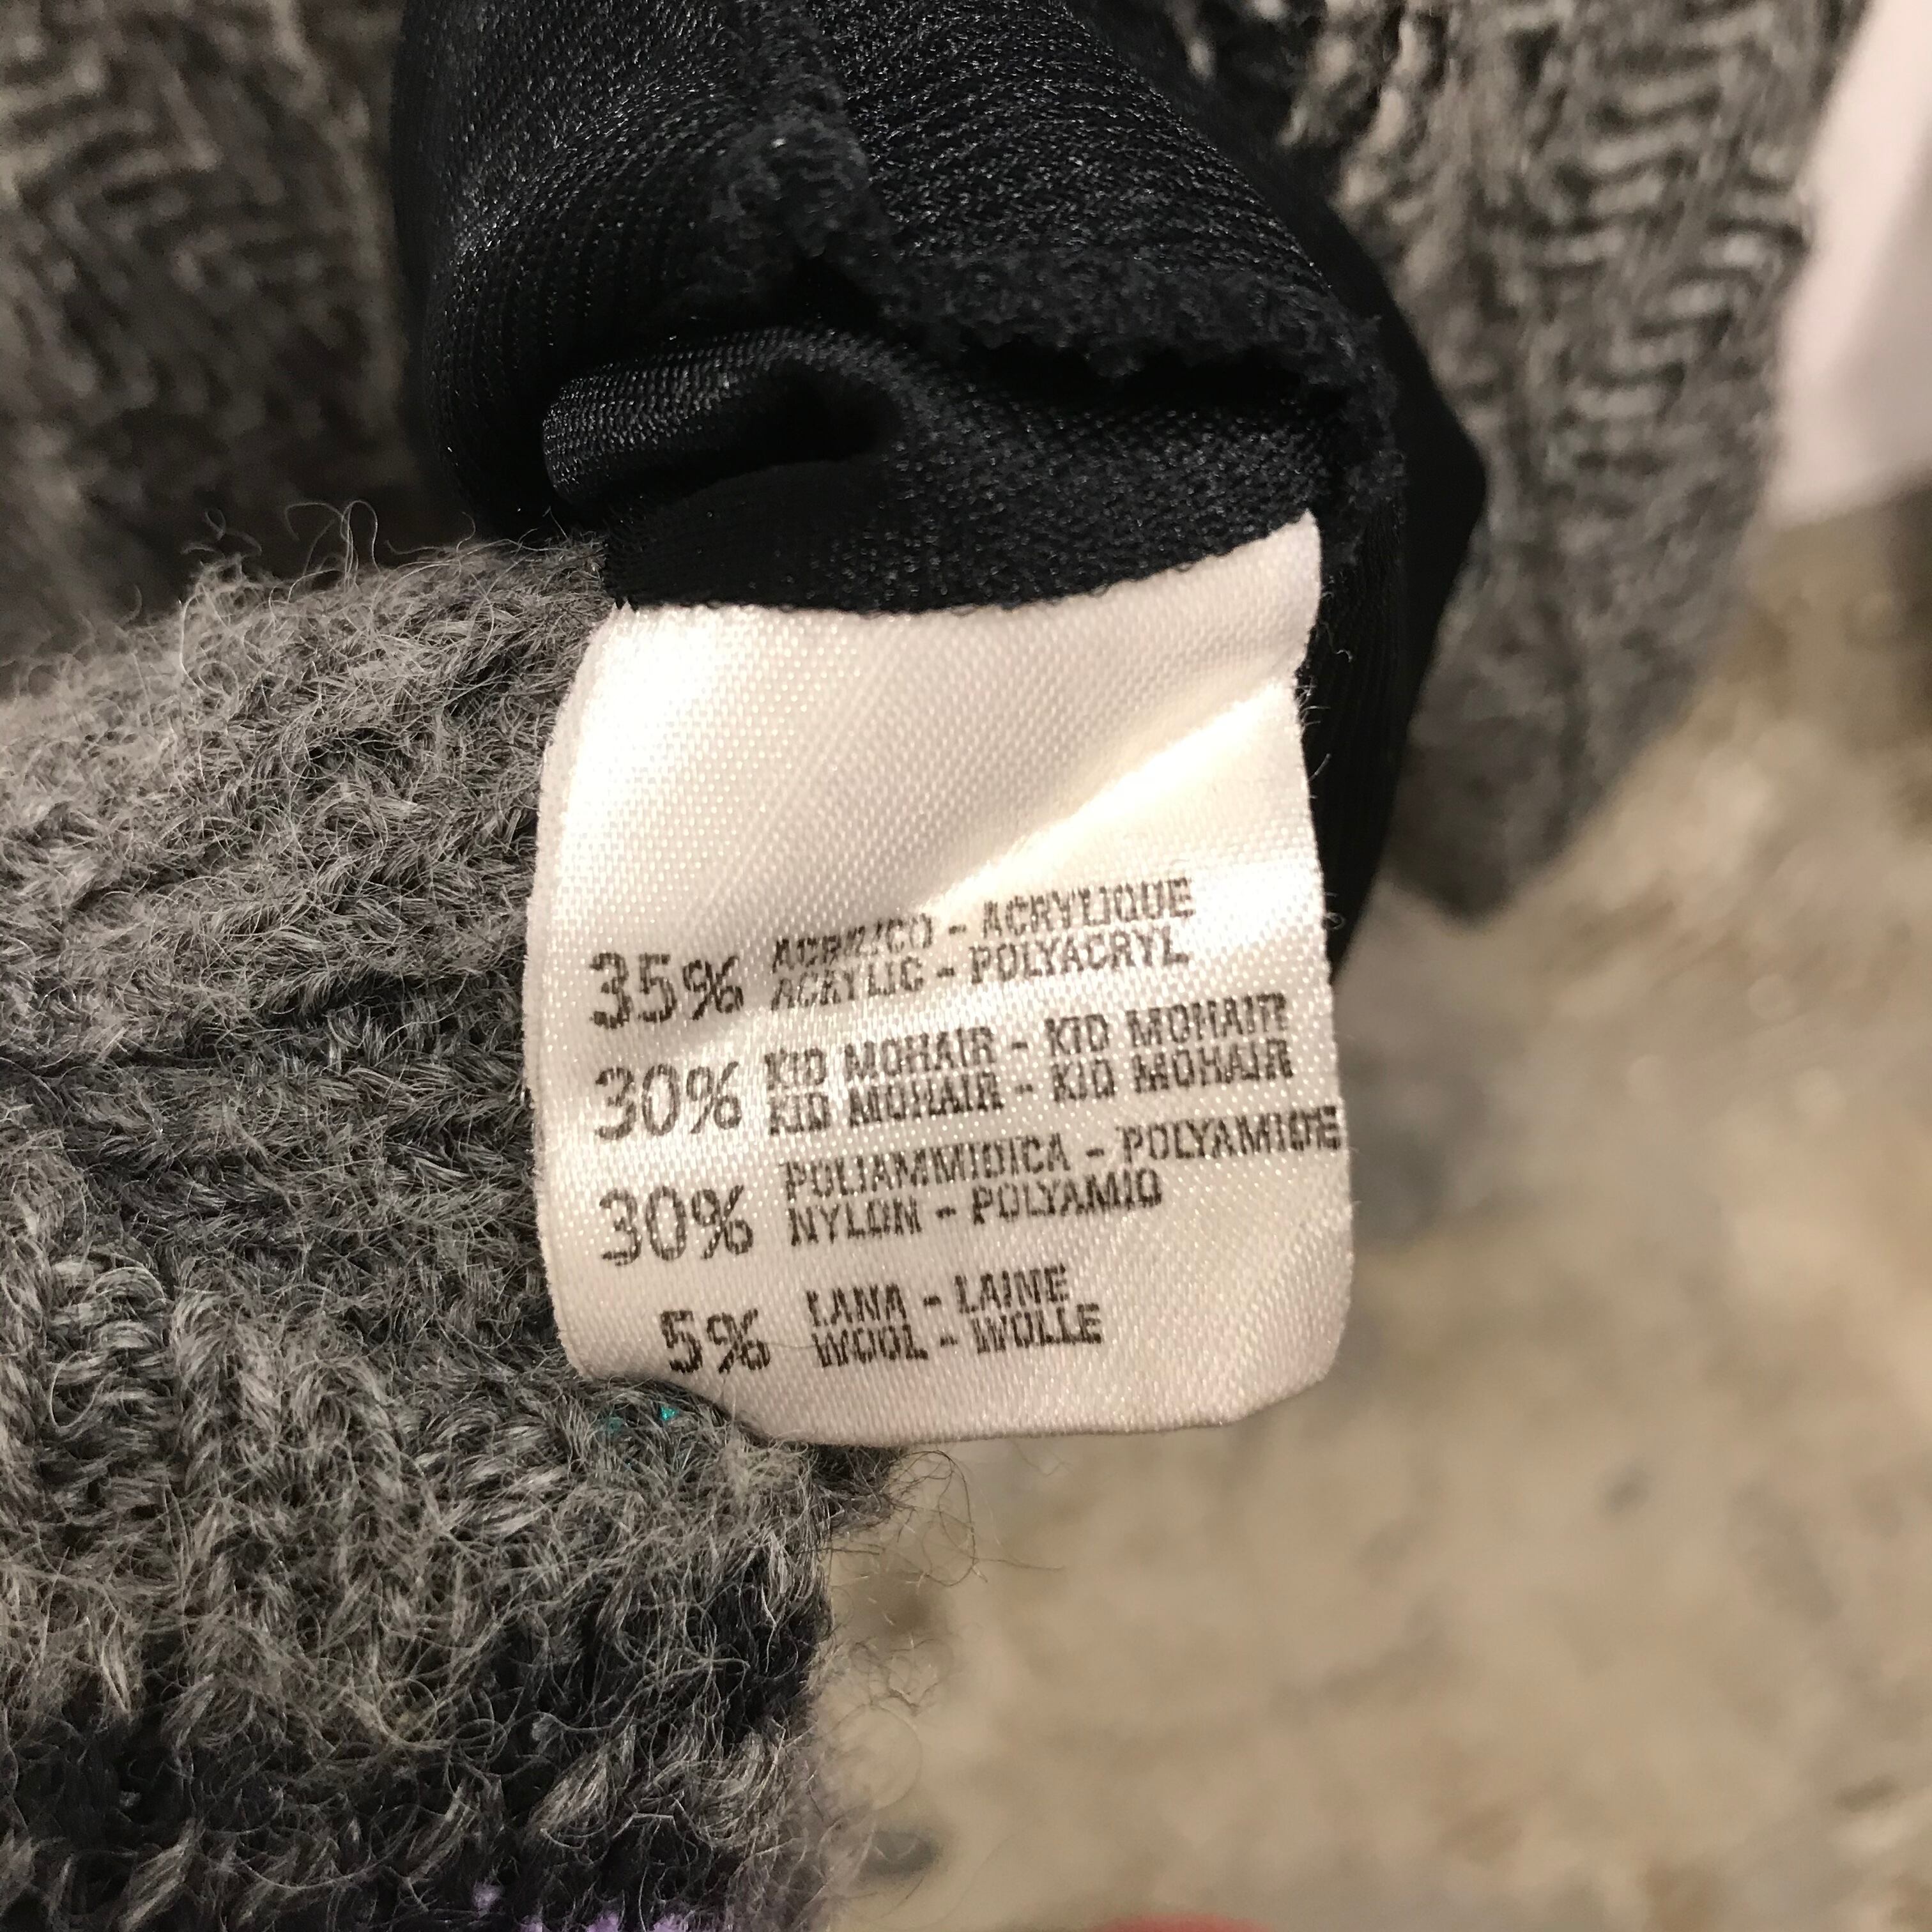 35% ACRILICO - ACRYLIQUE
ACRYLIC - POLYACRYL
30% KID MOHAIR - KID MOHAIR
KID MOHAIR - KID MOHAIR
30% POLIAMMIDICA - POLYAMIDE
NYLON - POLYAMID
5% LANA - LAINE
WOOL - WOLLE